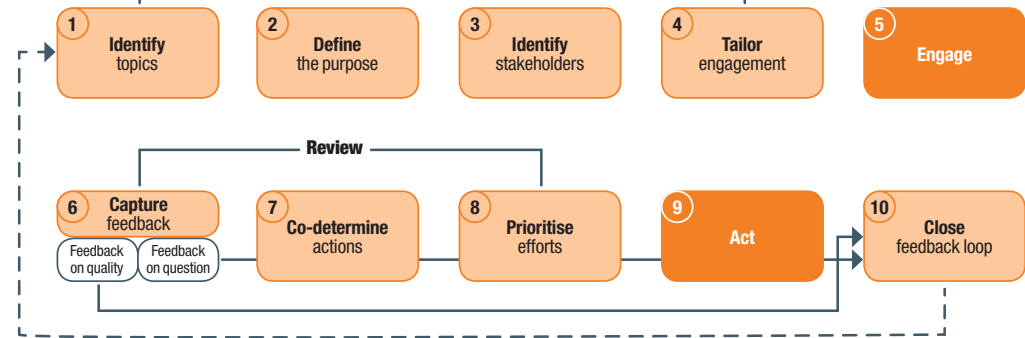 1
Identify
topics
2
Define
the purpose
3
Identify
stakeholders
4
Tailor
engagement
5
Engage
Review
6
Capture
feedback
Feedback
on quality
Feedback
on question
7
Co-determine
actions
8
Prioritise
efforts
9
Act
10
Close
feedback loop